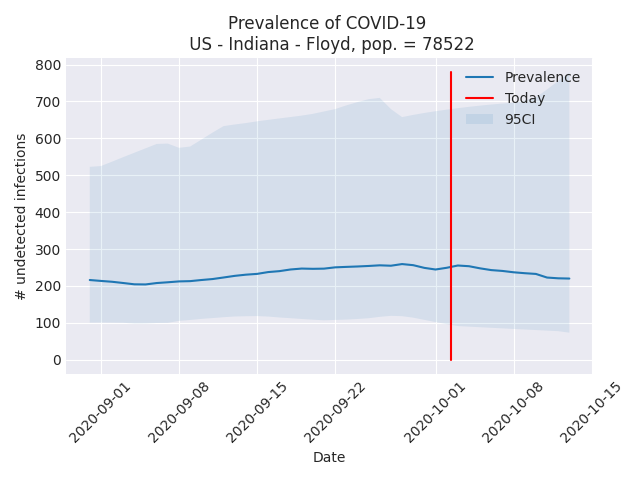 Prevalence of COVID-19
US - Indiana - Floyd, pop. = 78522
800
700
600
500
400
300
200
100
0
# undetected infections
Prevalence
Today
95CI
2020-09-01
2020-09-08
2020-09-15
2020-09-22
2020-10-01
2020-10-08
2020-10-15
Date